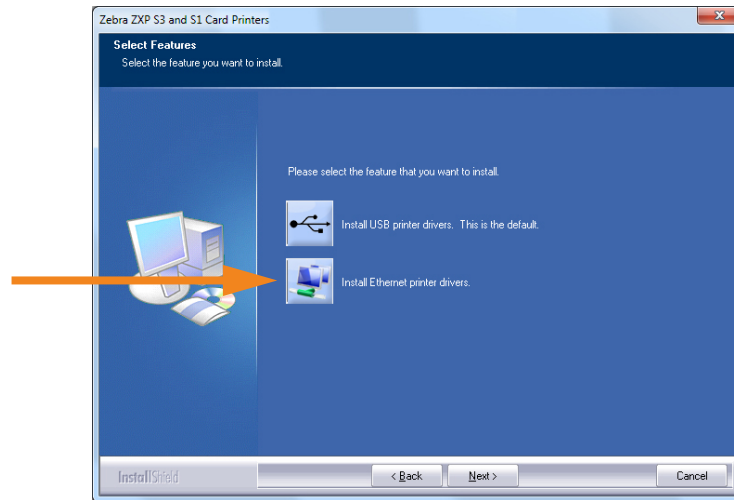 Zebra ZXP S3 and S1 Card Printers
Select Features
Select the feature you want to install.
Please select the feature that you want to install.
Install USB printer drivers. This is the default.
Install Ethernet printer drivers.
InstallShield
< Back
Next >
Cancel